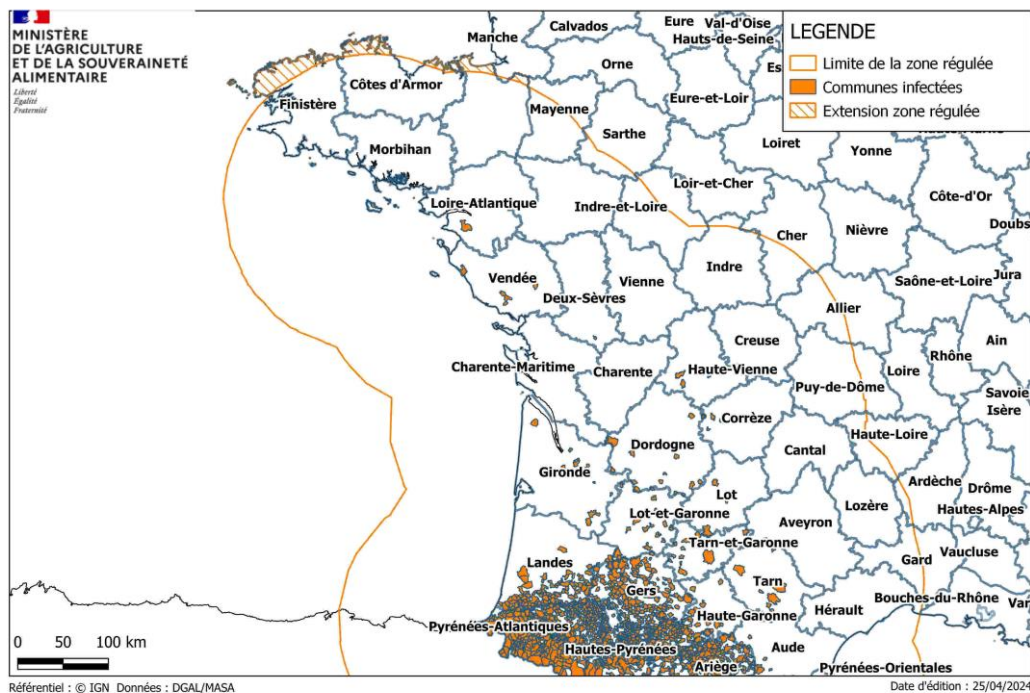 MINISTÈRE
DE L'AGRICULTURE
ET DE LA SOUVERAINETÉ
ALIMENTAIRE
Liberté
Égalité
Fraternité
LEGENDE
Limite de la zone régulée
Communes infectées
Extension zone régulée
Manche
Calvados
Eure
Val-d'Oise
Hauts-de-Seine
Orne
Eure-et-Loir
Finistère
Côtes d'Armor
Mayenne
Sarthe
Loiret
Yonne
Morbihan
Loir-et-Cher
Côte-d'Or
Loire-Atlantique
Indre-et-Loire
Cher
Nièvre
Doubs
Vendée
Deux-Sèvres
Vienne
Indre
Saône-et-Loire
Jura
Allier
Charente-Maritime
Charente
Creuse
Haute-Vienne
Puy-de-Dôme
Loire
Rhône
Ain
Savoie
Isère
Corrèze
Dordogne
Cantal
Haute-Loire
Gironde
Lot
Ardèche
Drôme
Lot-et-Garonne
Aveyron
Lozère
Hautes-Alpes
Tarn-et-Garonne
Landes
Gers
Tarn
Gard
Vaucluse
Haute-Garonne
Hérault
Bouches-du-Rhône
Var
Pyrénées-Atlantiques
Hautes-Pyrénées
Ariège
Aude
Pyrénées-Orientales
0 50 100 km
Référentiel : © IGN Données : DGAL/MASA
Date d'édition : 25/04/2024